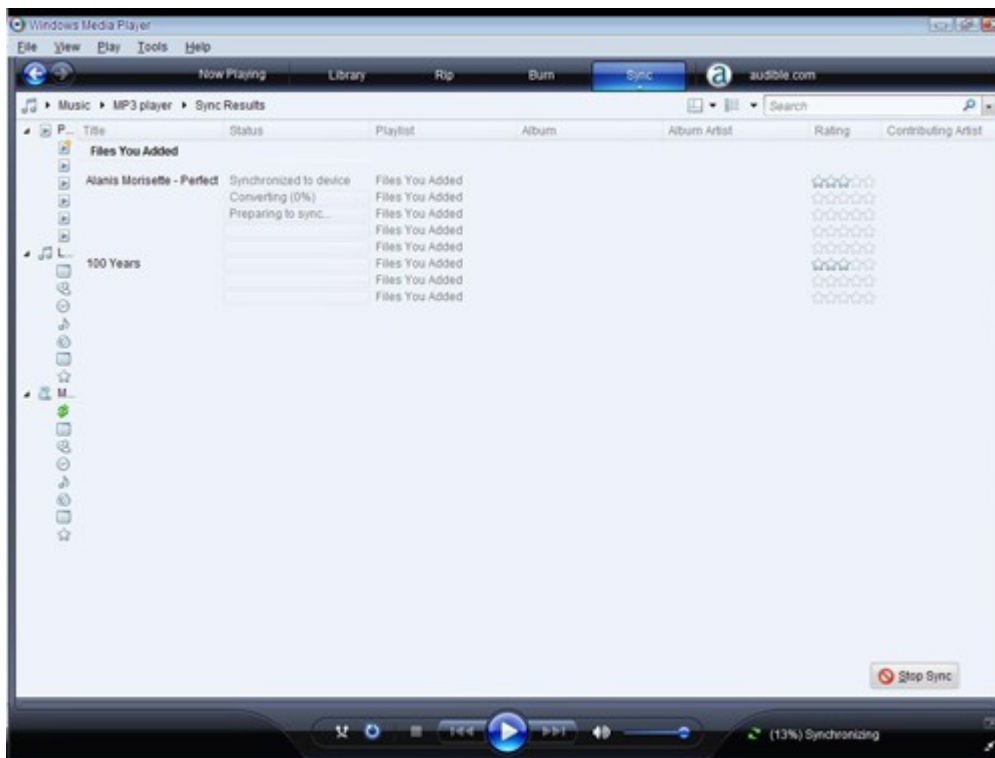 Windows Media Player
File View Play Tools Help
Now Playing Library Rip Burn Sync a audible.com
Music MP3 player Sync Results Search
P... Title Status Playlist Album Album Artist Rating Contributing Artist
Files You Added
Alanis Morisette - Perfect Synchronized to device Files You Added
Converting (0%) Files You Added
Preparing to sync... Files You Added
Files You Added
L... Files You Added
100 Years Files You Added
Files You Added
Files You Added
M...
Stop Sync
(13%) Synchronizing